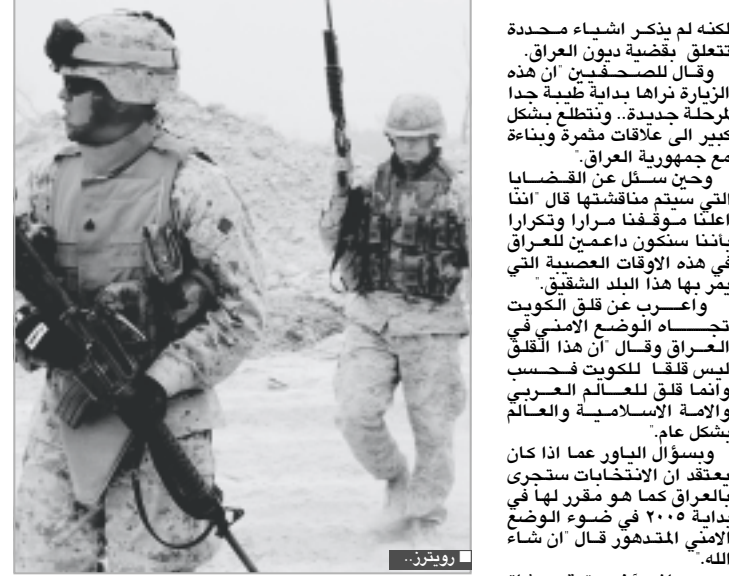 لكنه لم يذكر اشياء محددة
تتعلق بقضية ديون العراق.
وقال للصحفيين "ان هذه
الزيارة نراها بداية طيبة جدا
لمرحلة جديدة.. ونتطلع بشكل
كبير الى علاقات مثمرة وبناءة
مع جمهورية العراق."
وحين سئل عن القضايا
التي سيتم مناقشتها قال "اننا
اعلنا موقفنا مرارا وتكرارا
بأننا سنكون داعمين للعراق
في هذه الاوقات العصيبة التي
يمر بها هذا البلد الشقيق."
واعرب عن قلق الكويت
تجاه الوضع الامني في
العراق وقال "ان هذا القلق
ليس قلقا للكويت فحسب
وانما قلق للعالم العربي
والامة الاسلامية والعالم
بشكل عام."
وبسؤال الباور عما اذا كان
يعتقد ان الانتخابات ستجرى
بالعراق كما هو مقرر لها في
بداية ٢٠٠٥ في ضوء الوضع
الامني المتدهور قال "ان شاء
الله."
رويترز..